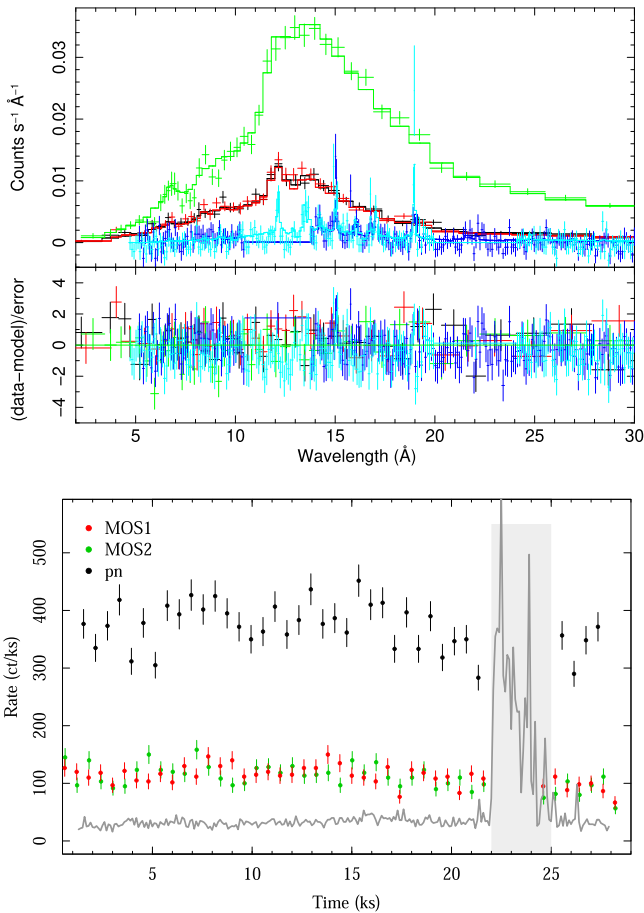 Counts s⁻¹ Å⁻¹
0 0.01 0.03
(data−model)/error
−4 −2 0 2 4
5 10 15 20 25 30
Wavelength (Å)
MOS1
MOS2
pn
Rate (ct/ks)
0 100 200 300 400 500
5 10 15 20 25
Time (ks)